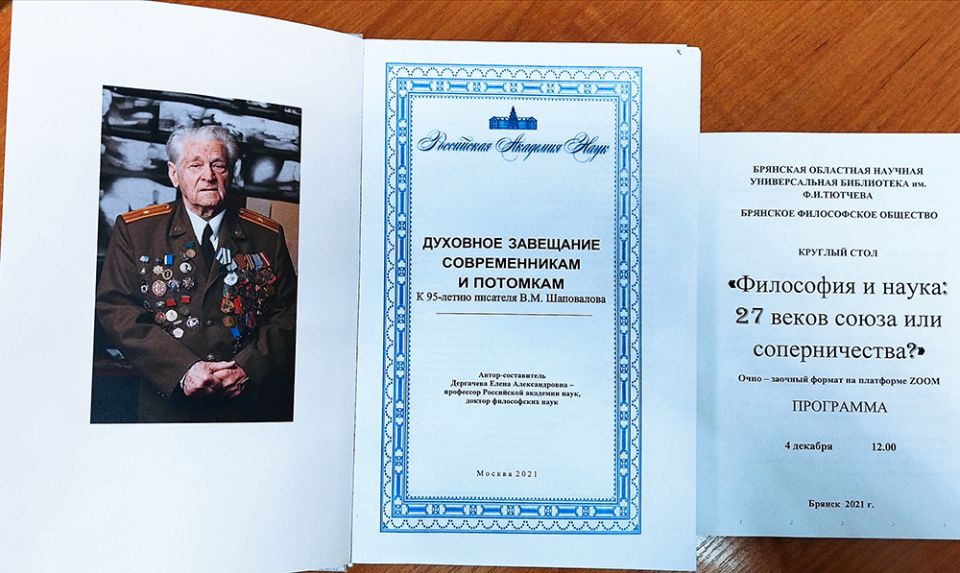 Российская Академия Наук
ДУХОВНОЕ ЗАВЕЩАНИЕ
СОВРЕМЕННИКАМ
И ПОТОМКАМ
К 95-летию писателя В.М. Шаповалова
Автор-составитель
Дергачева Елена Александровна –
профессор Российской академии наук,
доктор философских наук
Москва 2021
БРЯНСКАЯ ОБЛАСТНАЯ НАУЧНАЯ
УНИВЕРСАЛЬНАЯ БИБЛИОТЕКА им.
Ф.И.ТЮТЧЕВА
БРЯНСКОЕ ФИЛОСОФСКОЕ ОБЩЕСТВО
КРУГЛЫЙ СТОЛ
«Философия и наука:
27 веков союза или
соперничества?»
Очно – заочный формат на платформе ZOOM
ПРОГРАММА
4 декабря 12.00
Брянск 2021 г.